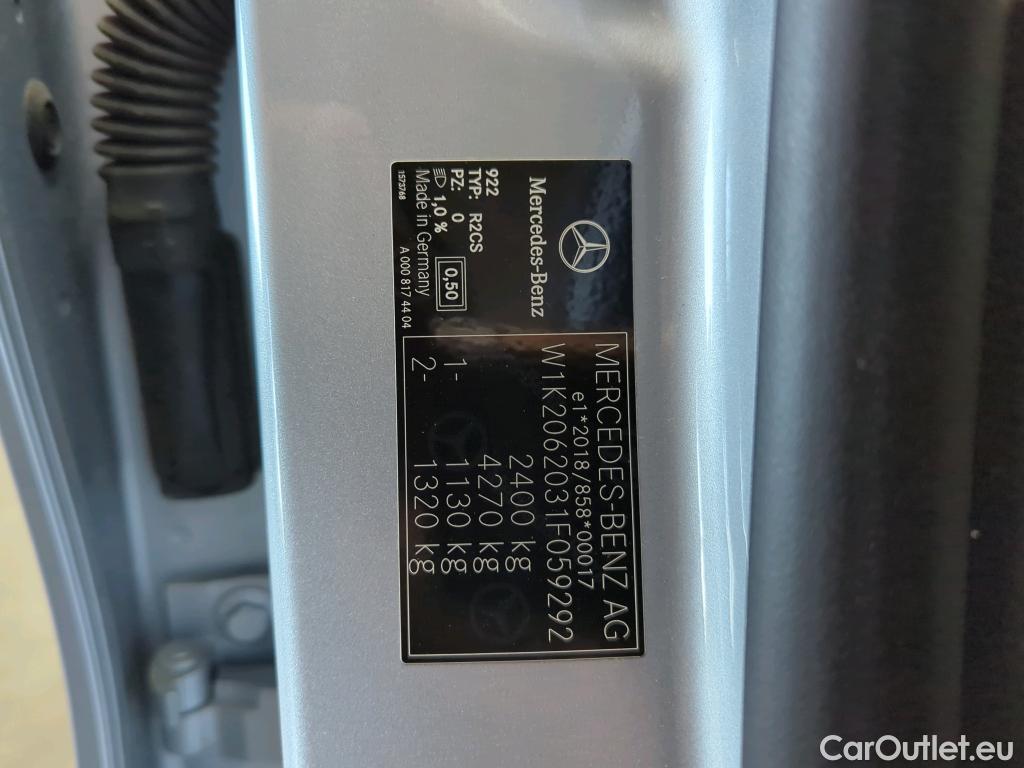 Mercedes-Benz
922
TYP: R2CS
PZ: 0
1,0 % 0,50
Made in Germany
1573768
A 000 817 44 04
MERCEDES-BENZ AG
e1*2018/858*00017
W1K2062031F059292
2400 kg
4270 kg
1- 1130 kg
2- 1320 kg
CarOutlet.eu